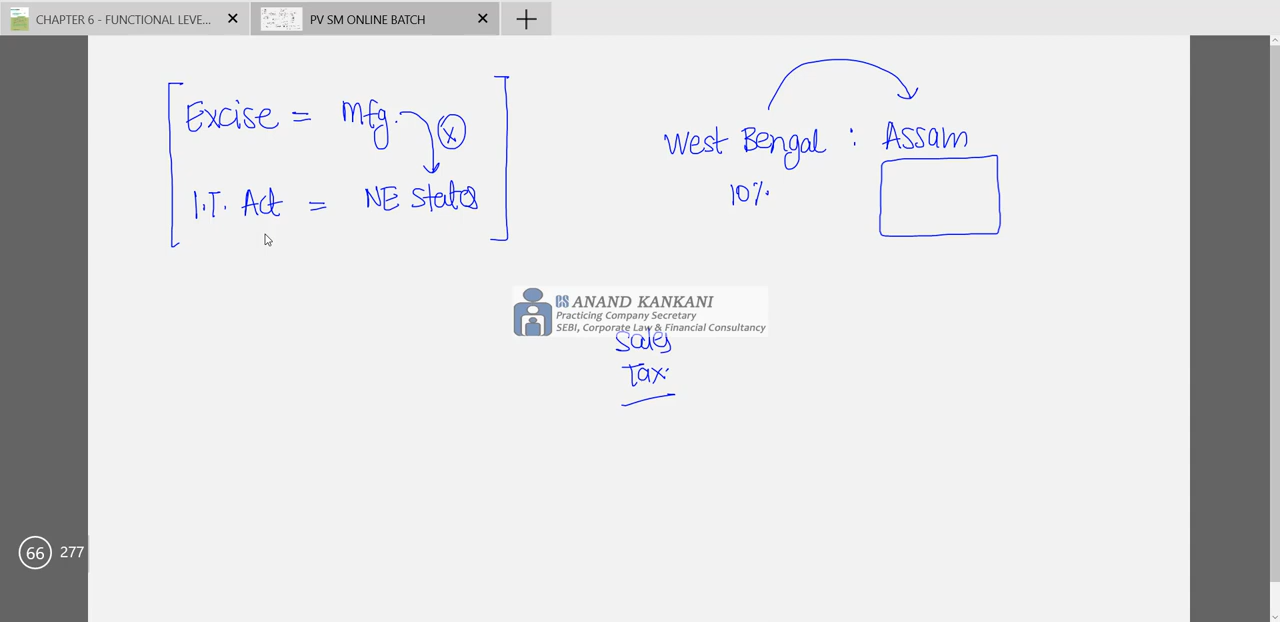 CHAPTER 6 - FUNCTIONAL LEVE...
PV SM ONLINE BATCH
Excise = Mfg. ⓧ
I.T. Act = NE States
West Bengal : Assam
10%
CS ANAND KANKANI
Practicing Company Secretary
SEBI, Corporate Law & Financial Consultancy
Sales
Tax
66 277